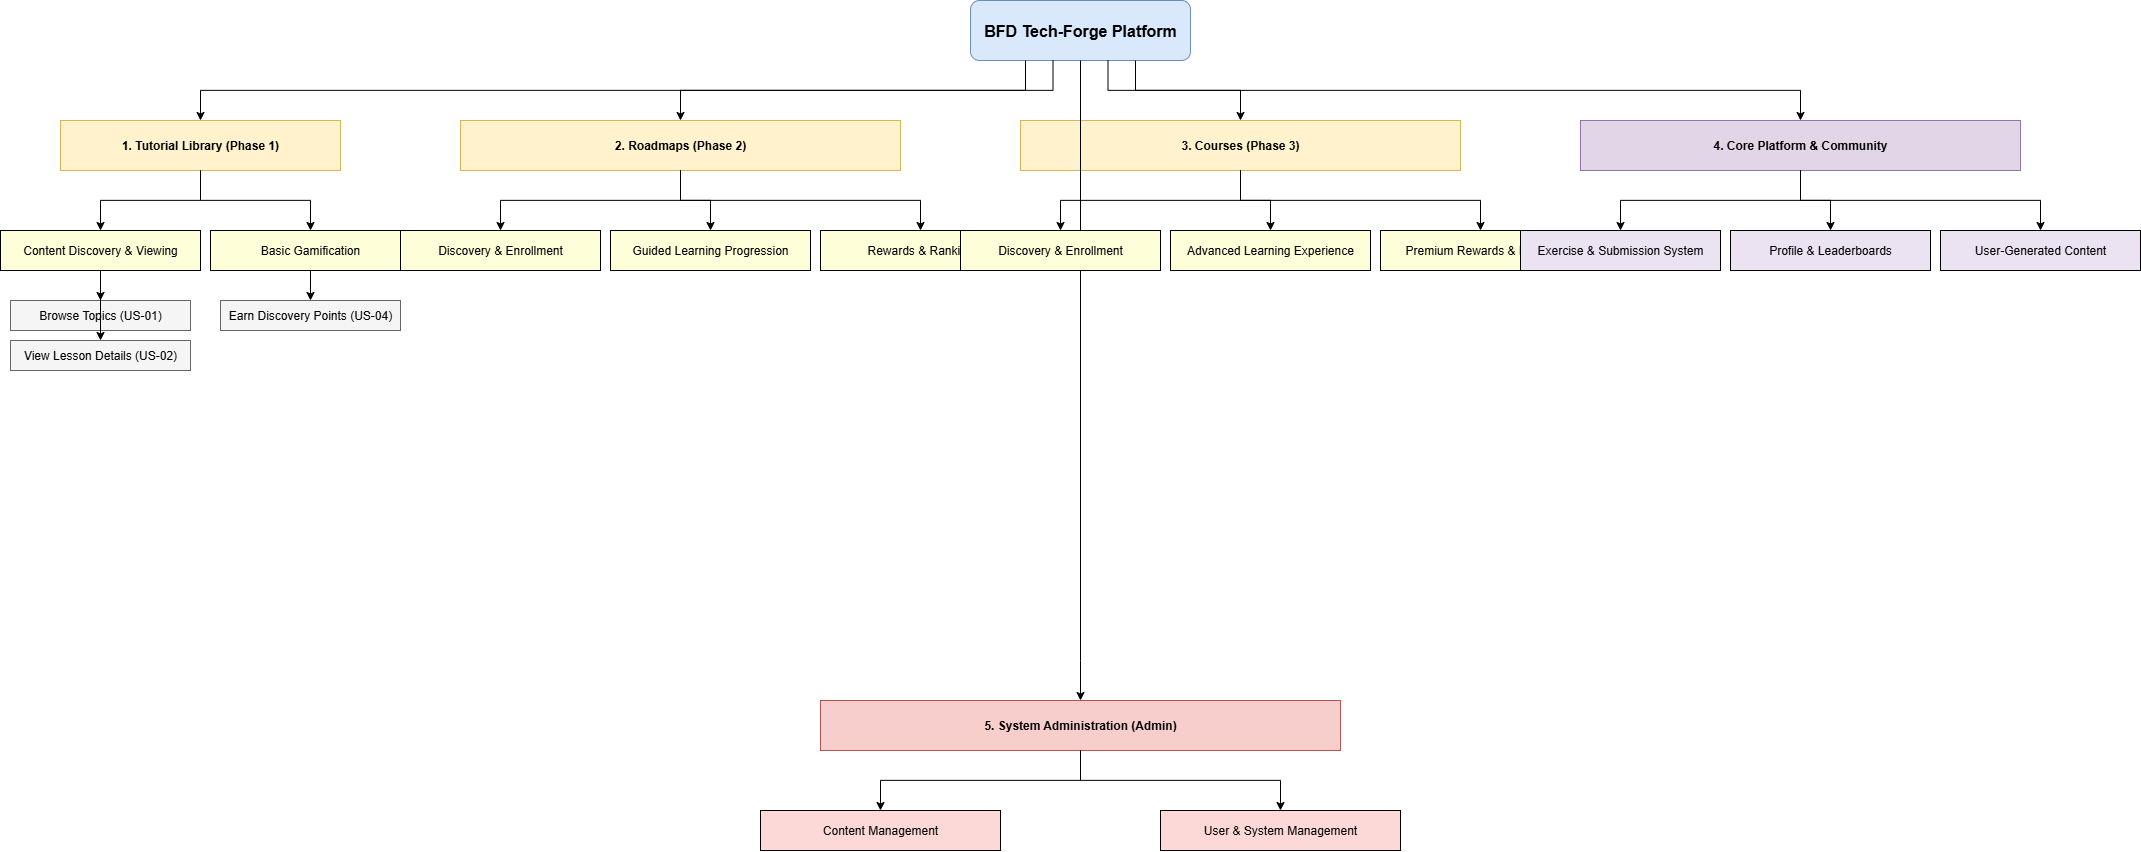 BFD Tech-Forge Platform
1. Tutorial Library (Phase 1)
2. Roadmaps (Phase 2)
3. Courses (Phase 3)
4. Core Platform & Community
Content Discovery & Viewing
Basic Gamification
Discovery & Enrollment
Guided Learning Progression
Rewards &
Discovery & Enrollment
Advanced Learning Experience
Premium Rewards &
Exercise & Submission System
Profile & Leaderboards
User-Generated Content
Browse Topics (US-01)
Earn Discovery Points (US-04)
View Lesson Details (US-02)
5. System Administration (Admin)
Content Management
User & System Management